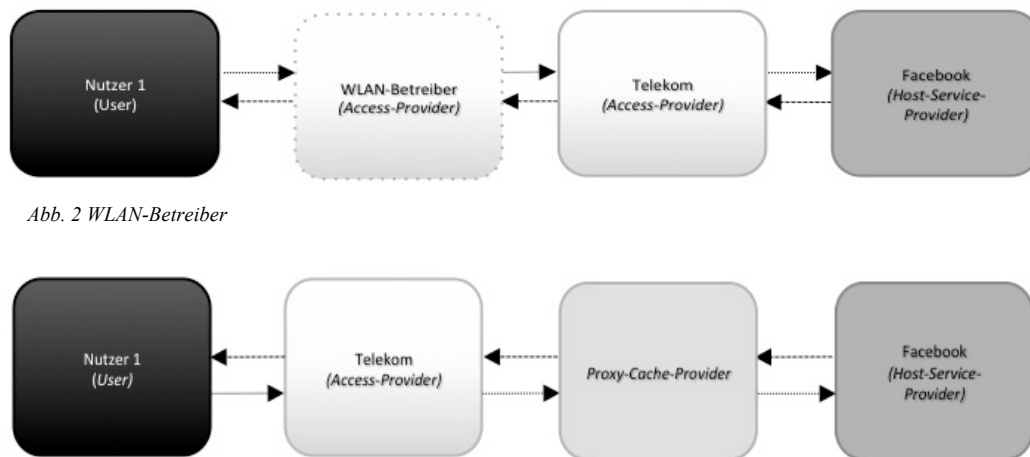 Nutzer 1
(User)
WLAN-Betreiber
(Access-Provider)
Telekom
(Access-Provider)
Facebook
(Host-Service-
Provider)
Abb. 2 WLAN-Betreiber
Nutzer 1
(User)
Telekom
(Access-Provider)
Proxy-Cache-Provider
Facebook
(Host-Service-
Provider)